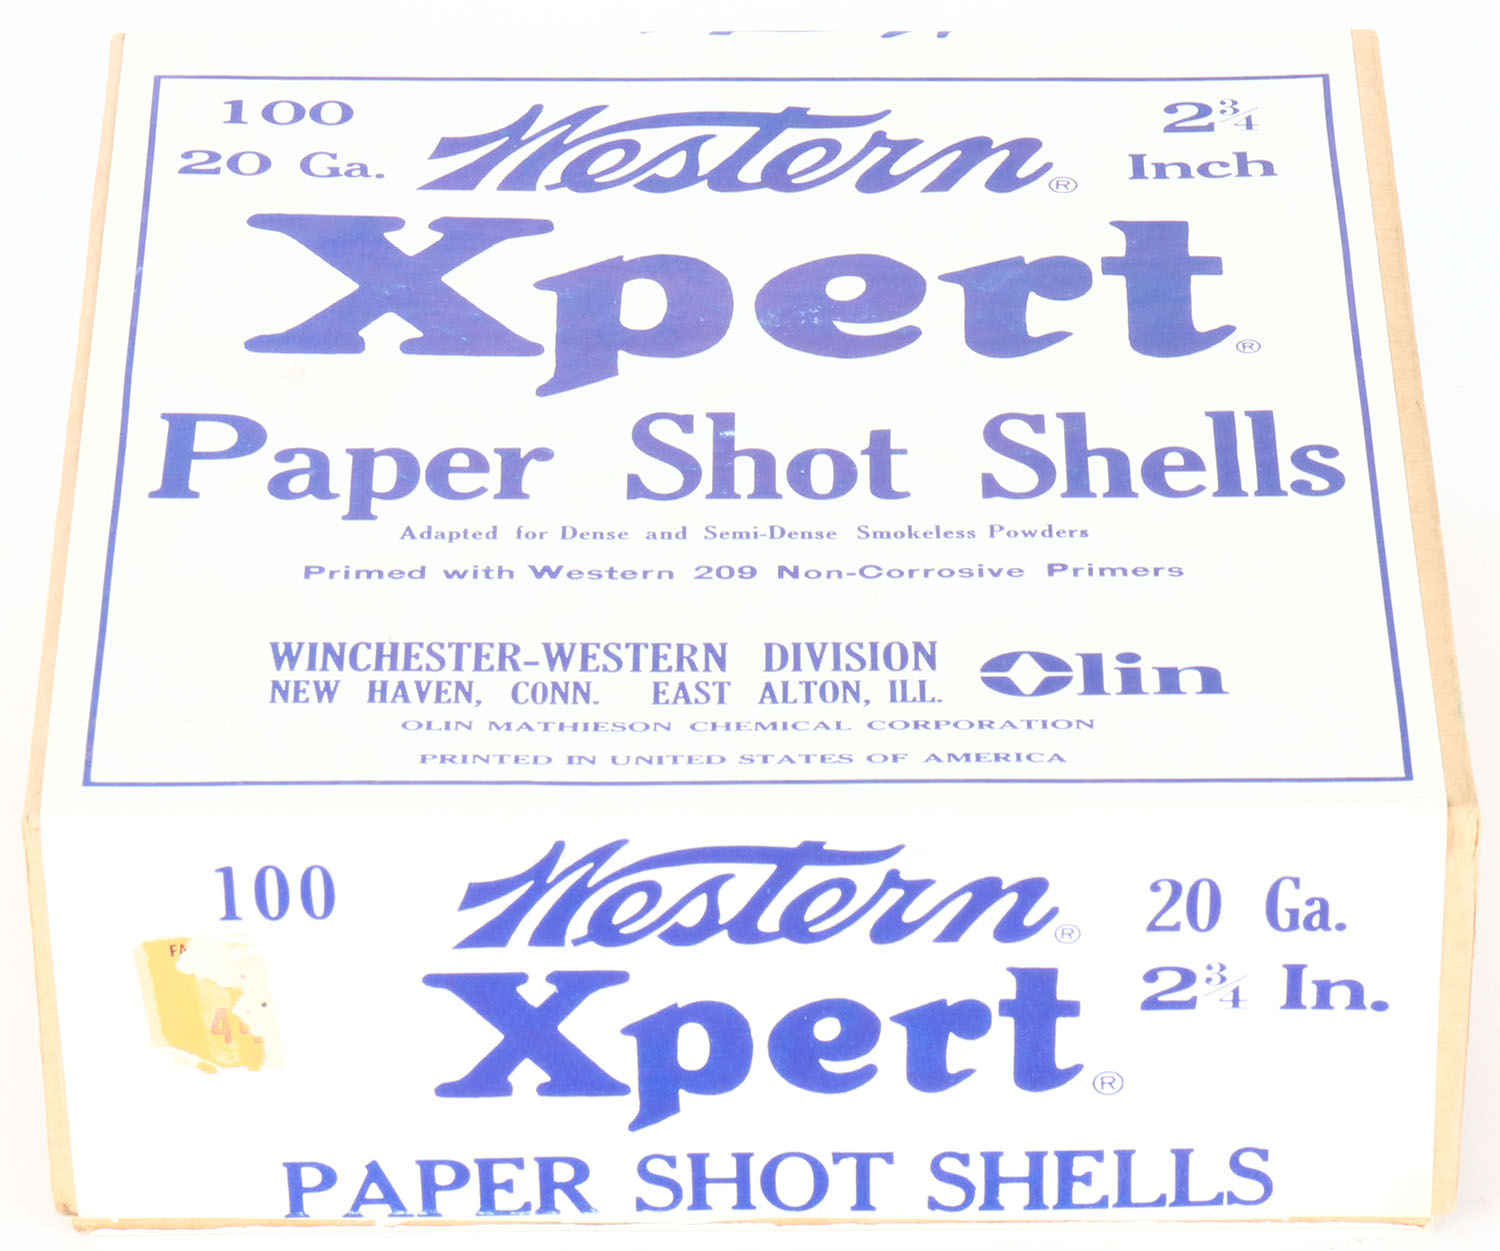 100 Western® 2¾
20 Ga. Inch
Xpert®
Paper Shot Shells
Adapted for Dense and Semi-Dense Smokeless Powders
Primed with Western 209 Non-Corrosive Primers
WINCHESTER-WESTERN DIVISION Olin
NEW HAVEN, CONN. EAST ALTON, ILL.
OLIN MATHIESON CHEMICAL CORPORATION
PRINTED IN UNITED STATES OF AMERICA
100 Western® 20 Ga.
Xpert® 2¾ In.
PAPER SHOT SHELLS